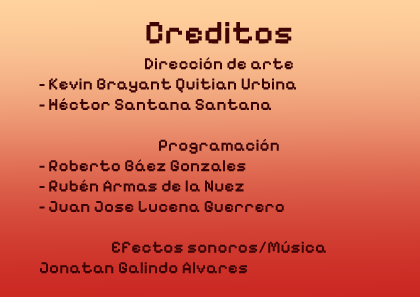 Creditos
Dirección de arte
- Kevin Brayant Quitian Urbina
- Héctor Santana Santana
Programación
- Roberto Báez Gonzales
- Rubén Armas de la Nuez
- Juan Jose Lucena Guerrero
Efectos sonoros/Música
Jonatan Galindo Alvares